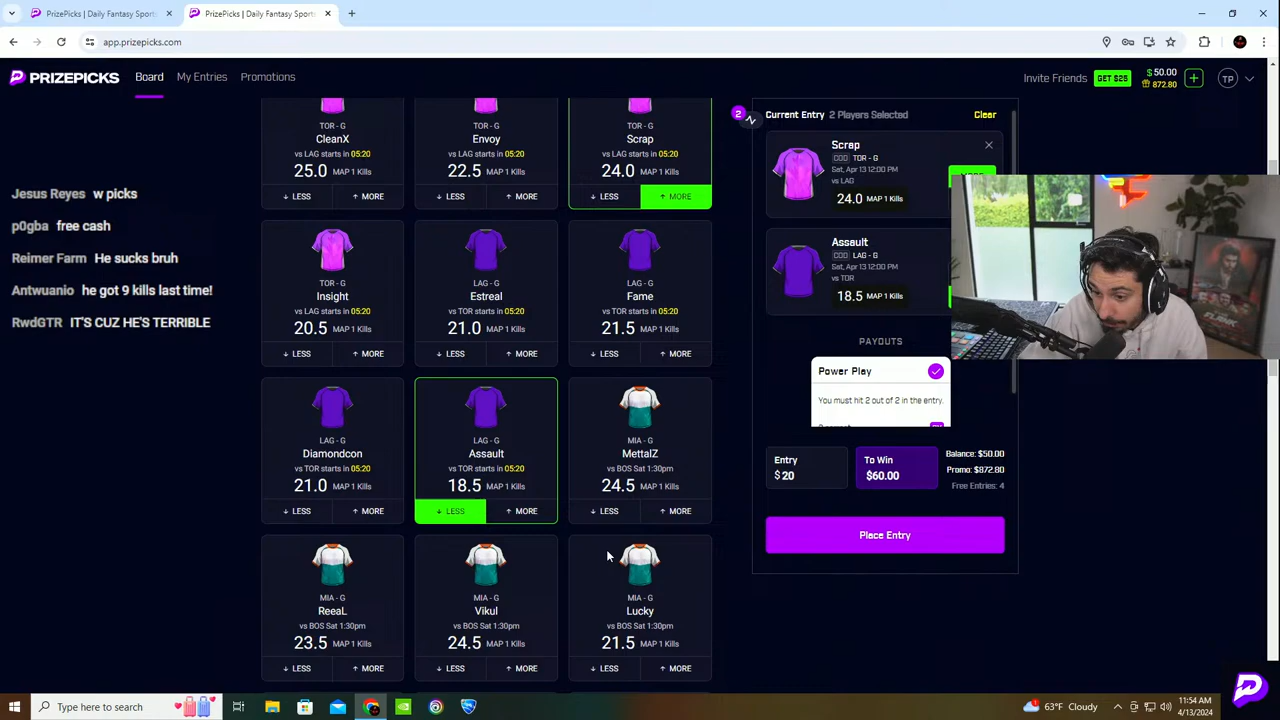 PrizePicks | Daily Fantasy Sports
PrizePicks | Daily Fantasy Sports
app.prizepicks.com
PRIZEPICKS
Board
My Entries
Promotions
Invite Friends
GET $25
$ 50.00
872.80
TP
Jesus Reyes w picks
p0gba free cash
Reimer Farm He sucks bruh
Antwuanio he got 9 kills last time!
RwdGTR IT'S CUZ HE'S TERRIBLE
TOR - G
CleanX
vs LAG starts in 05:20
25.0 MAP 1 Kills
↓ LESS
↑ MORE
TOR - G
Envoy
vs LAG starts in 05:20
22.5 MAP 1 Kills
↓ LESS
↑ MORE
TOR - G
Scrap
vs LAG starts in 05:20
24.0 MAP 1 Kills
↓ LESS
↑ MORE
TOR - G
Insight
vs LAG starts in 05:20
20.5 MAP 1 Kills
↓ LESS
↑ MORE
LAG - G
Estreal
vs TOR starts in 05:20
21.0 MAP 1 Kills
↓ LESS
↑ MORE
LAG - G
Fame
vs TOR starts in 05:20
21.5 MAP 1 Kills
↓ LESS
↑ MORE
LAG - G
Diamondcon
vs TOR starts in 05:20
21.0 MAP 1 Kills
↓ LESS
↑ MORE
LAG - G
Assault
vs TOR starts in 05:20
18.5 MAP 1 Kills
↓ LESS
↑ MORE
MIA - G
MettalZ
vs BOS Sat 1:30pm
24.5 MAP 1 Kills
↓ LESS
↑ MORE
MIA - G
ReeaL
vs BOS Sat 1:30pm
23.5 MAP 1 Kills
↓ LESS
↑ MORE
MIA - G
Vikul
vs BOS Sat 1:30pm
24.5 MAP 1 Kills
↓ LESS
↑ MORE
MIA - G
Lucky
vs BOS Sat 1:30pm
21.5 MAP 1 Kills
↓ LESS
↑ MORE
2
Current Entry 2 Players Selected
Clear
Scrap
COD TOR - G
Sat, Apr 13 12:00 PM
vs LAG
24.0 MAP 1 Kills
Assault
COD LAG - G
Sat, Apr 13 12:00 PM
vs TOR
18.5 MAP 1 Kills
PAYOUTS
Power Play
You must hit 2 out of 2 in the entry.
Entry
$ 20
To Win
$60.00
Balance: $50.00
Promo: $872.80
Free Entries: 4
Place Entry
Type here to search
63°F Cloudy
11:54 AM
4/13/2024